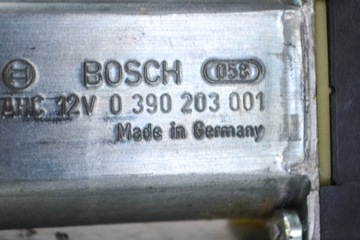 BOSCH 058
AHC 12V 0 390 203 001
Made in Germany